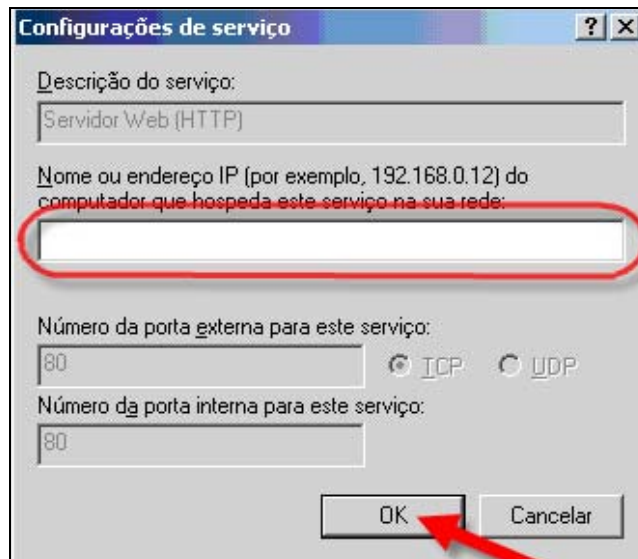 Configurações de serviço
Descrição do serviço:
Servidor Web (HTTP)
Nome ou endereço IP (por exemplo, 192.168.0.12) do
computador que hospeda este serviço na sua rede:
Número da porta externa para este serviço:
80 TCP UDP
Número da porta interna para este serviço:
80
OK Cancelar